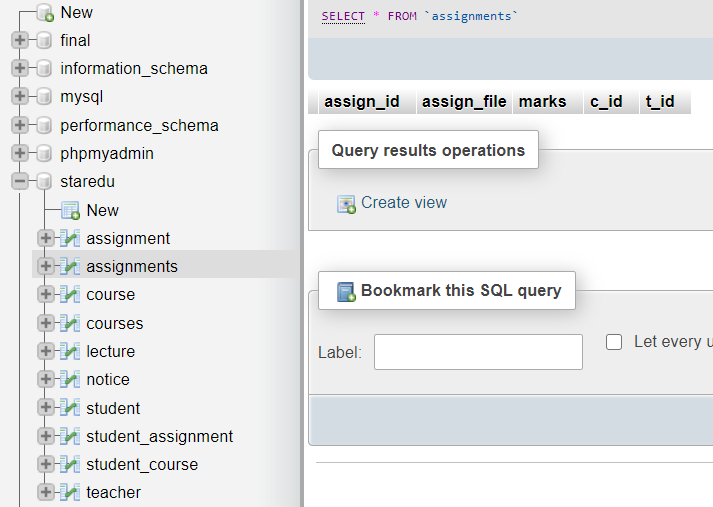 New
final
information_schema
mysql
performance_schema
phpmyadmin
staredu
New
assignment
assignments
course
courses
lecture
notice
student
student_assignment
student_course
teacher
SELECT * FROM `assignments`
assign_id assign_file marks c_id t_id
Query results operations
Create view
Bookmark this SQL query
Label:
Let every u